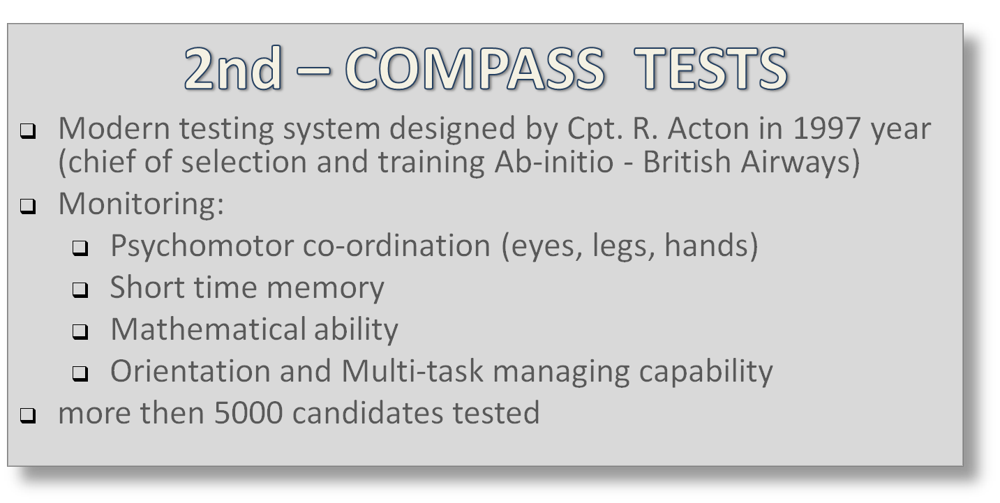 2nd – COMPASS TESTS
Modern testing system designed by Cpt. R. Acton in 1997 year
(chief of selection and training Ab-initio - British Airways)
Monitoring:
Psychomotor co-ordination (eyes, legs, hands)
Short time memory
Mathematical ability
Orientation and Multi-task managing capability
more then 5000 candidates tested